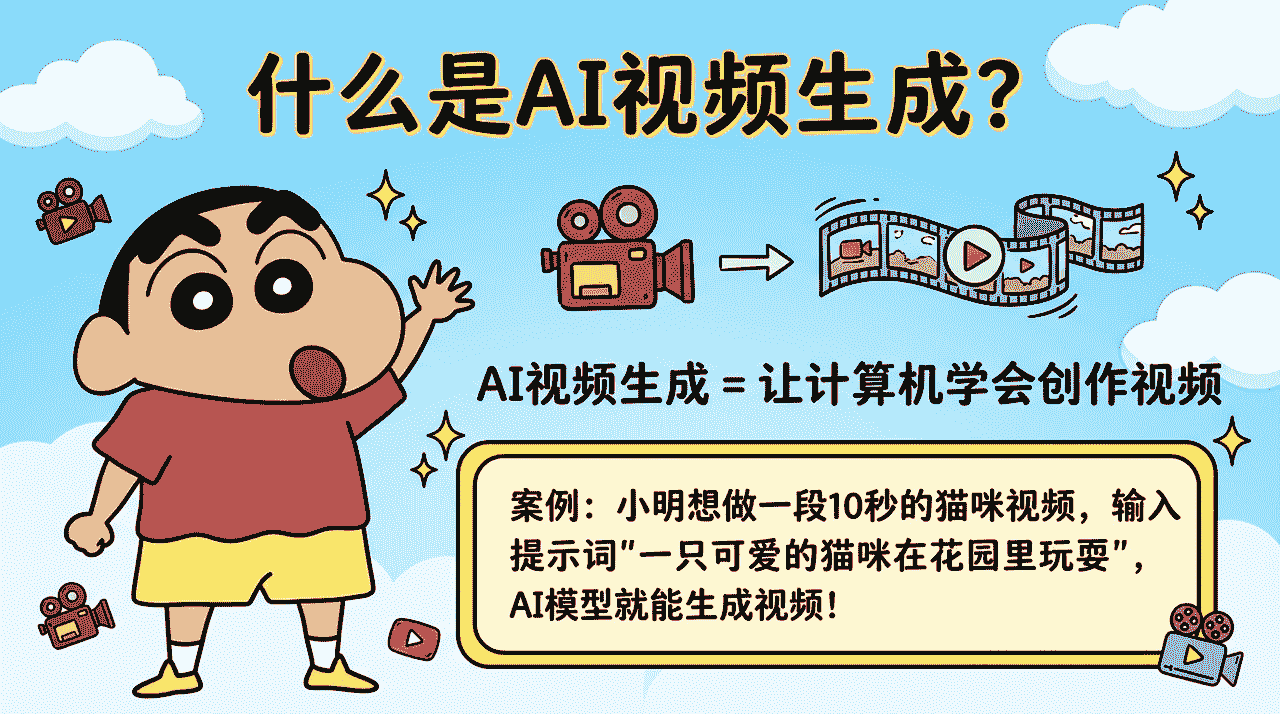 什么是AI视频生成？
AI视频生成 = 让计算机学会创作视频
案例：小明想做一段10秒的猫咪视频，输入
提示词"一只可爱的猫咪在花园里玩耍"，
AI模型就能生成视频！